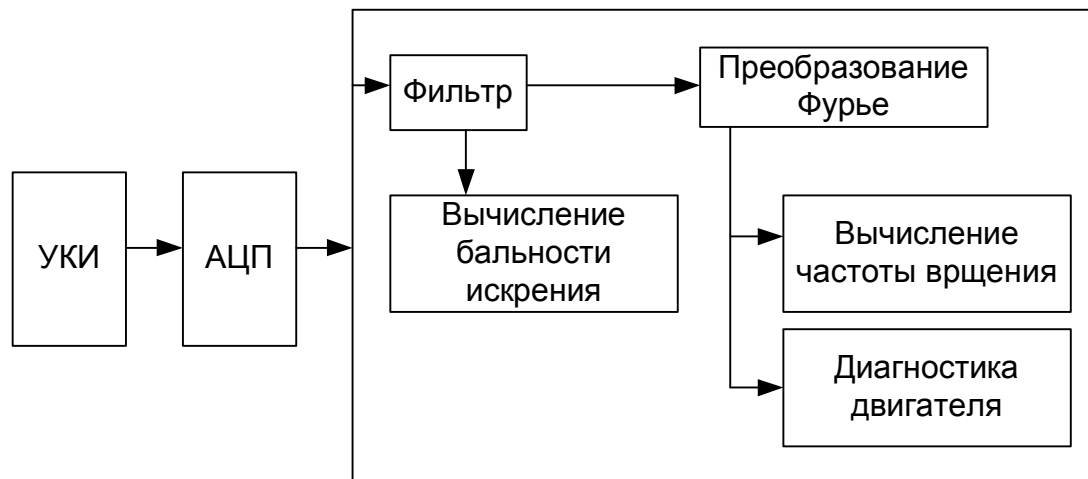 Фильтр
Преобразование
Фурье
УКИ
АЦП
Вычисление
бальности
искрения
Вычисление
частоты врщения
Диагностика
двигателя